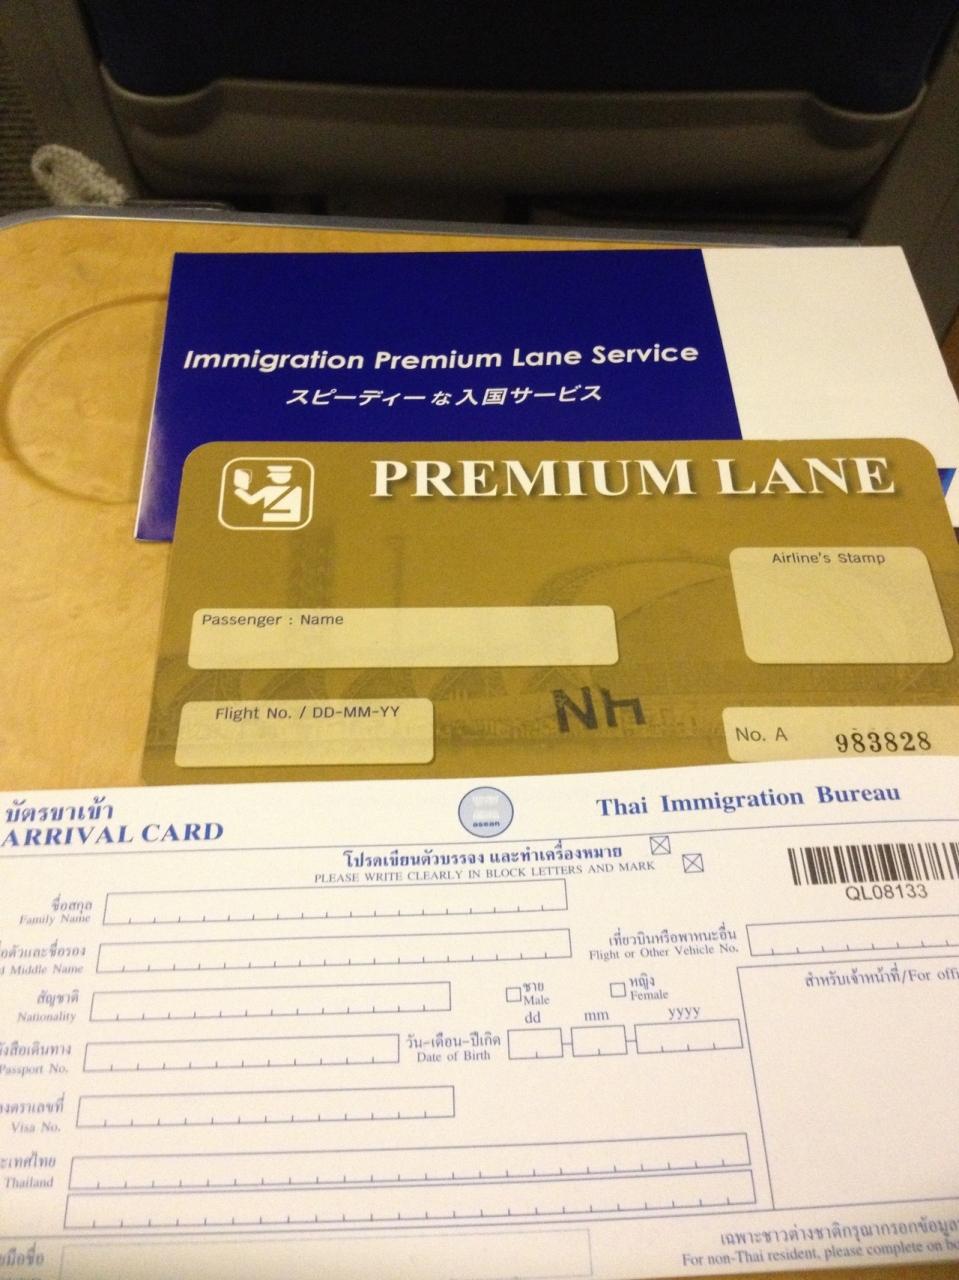 Immigration Premium Lane Service
スピーディーな入国サービス
PREMIUM LANE
Airline's Stamp
Passenger : Name
Flight No. / DD-MM-YY
NH
No. A 983828
บัตรขาเข้า
ARRIVAL CARD
asean
Thai Immigration Bureau
โปรดเขียนตัวบรรจง และทำเครื่องหมาย
PLEASE WRITE CLEARLY IN BLOCK LETTERS AND MARK
QL08133
ชื่อสกุล
Family Name
Middle Name
เที่ยวบินหรือพาหนะอื่น
Flight or Other Vehicle No.
สัญชาติ
Nationality
ชาย
Male
หญิง
Female
สำหรับเจ้าหน้าที่/For offi
Passport No.
วัน-เดือน-ปีเกิด
Date of Birth
dd mm yyyy
Visa No.
Thailand
เฉพาะชาวต่างชาติกรุณากรอกข้อมูล
For non-Thai resident, please complete on